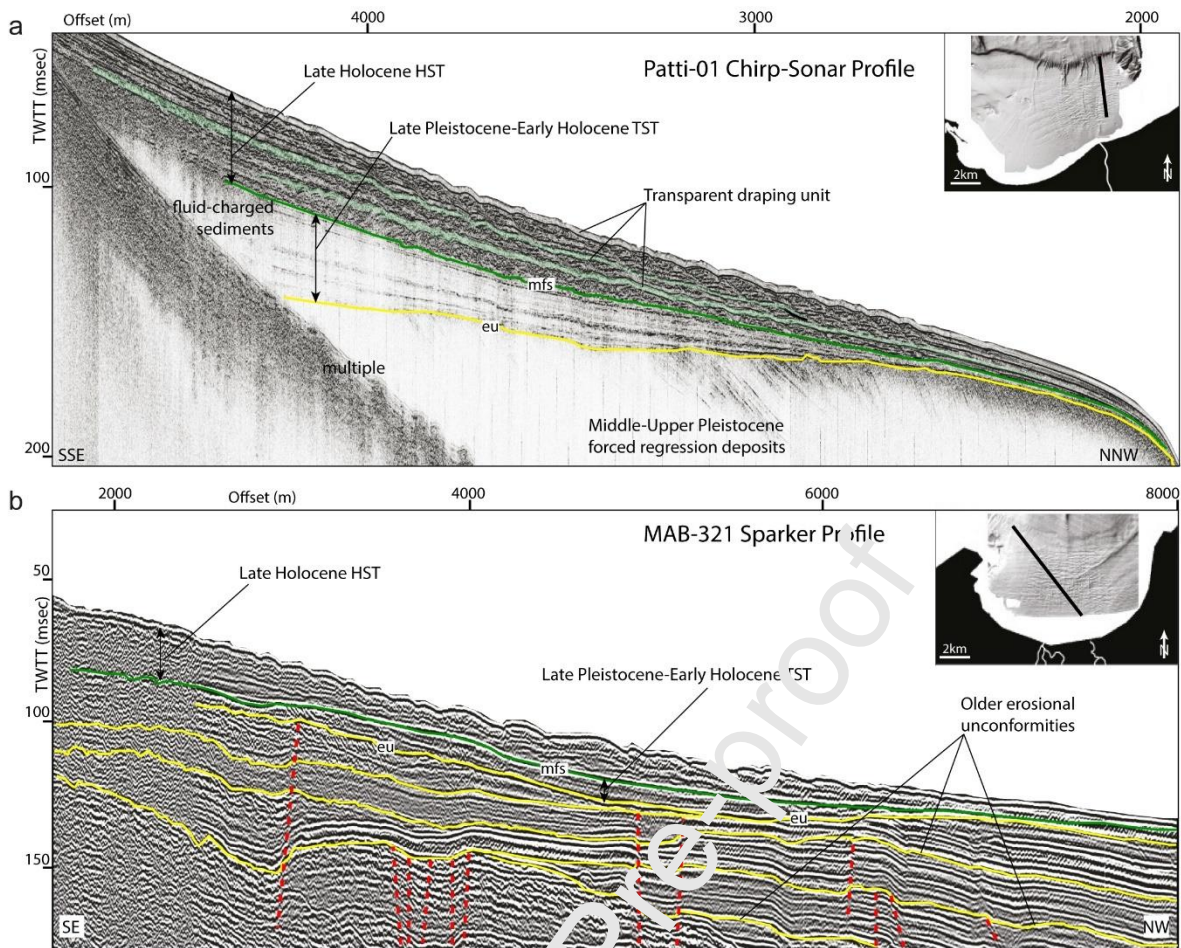 a
Offset (m)
4000
3000
2000
Late Holocene HST
Patti-01 Chirp-Sonar Profile
TWTT (msec)
Late Pleistocene-Early Holocene TST
2km
N
100
Transparent draping unit
fluid-charged
sediments
mfs
eu
multiple
Middle-Upper Pleistocene
forced regression deposits
200
SSE
NNW
b
2000
Offset (m)
4000
6000
8000
MAB-321 Sparker Profile
50
Late Holocene HST
TWTT (msec)
2km
N
Late Pleistocene-Early Holocene TST
Older erosional
unconformities
100
eu
mfs
eu
150
SE
NW
Pre-proof